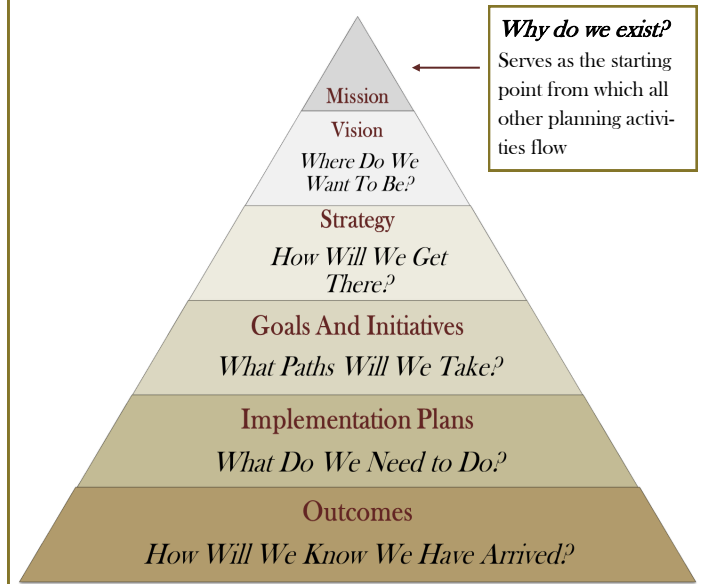 Why do we exist?
Serves as the starting
point from which all
other planning activi-
ties flow
Mission
Vision
Where Do We
Want To Be?
Strategy
How Will We Get
There?
Goals And Initiatives
What Paths Will We Take?
Implementation Plans
What Do We Need to Do?
Outcomes
How Will We Know We Have Arrived?